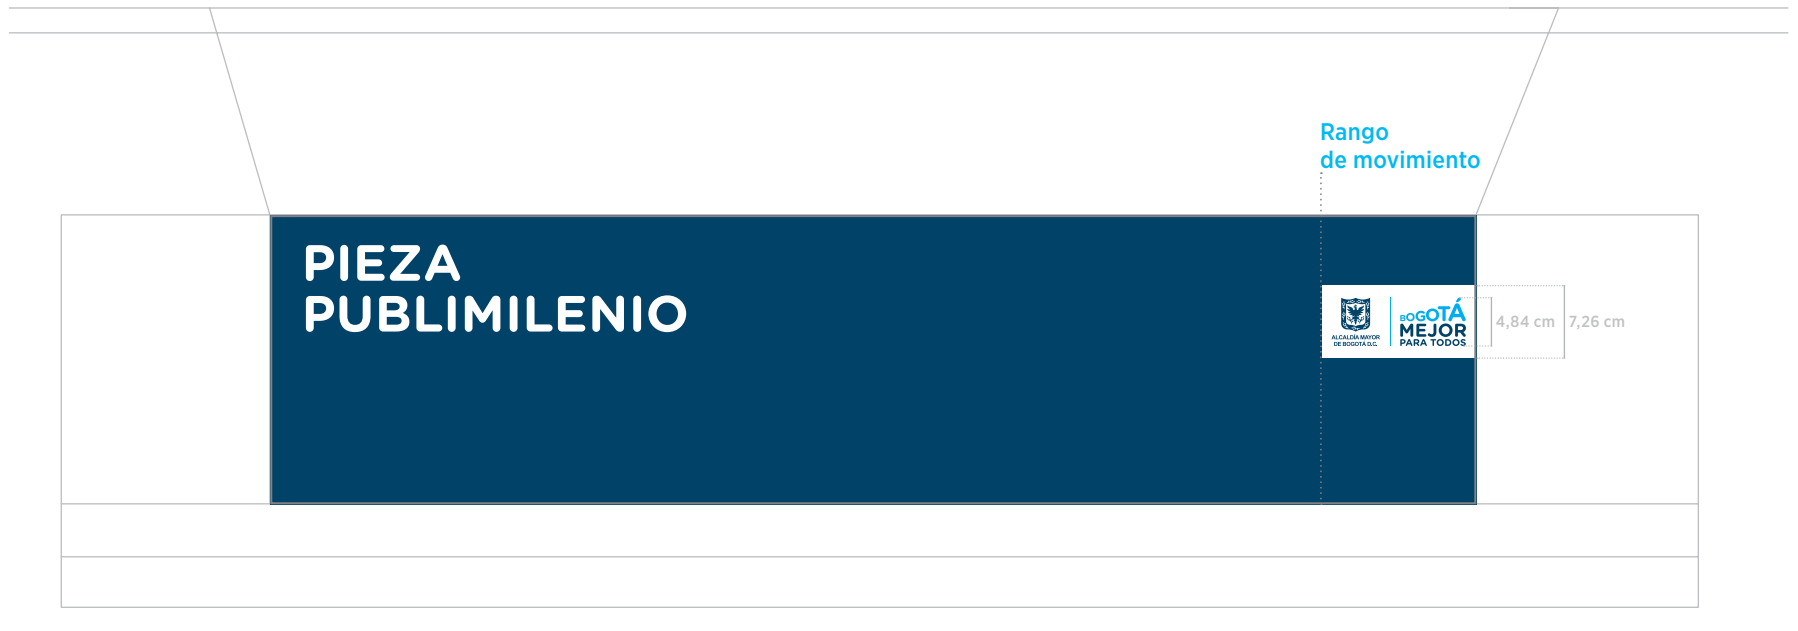 Rango
de movimiento
PIEZA
PUBLIMILENIO
ALCALDÍA MAYOR
DE BOGOTÁ D.C.
BOGOTÁ
MEJOR
PARA TODOS
4,84 cm
7,26 cm